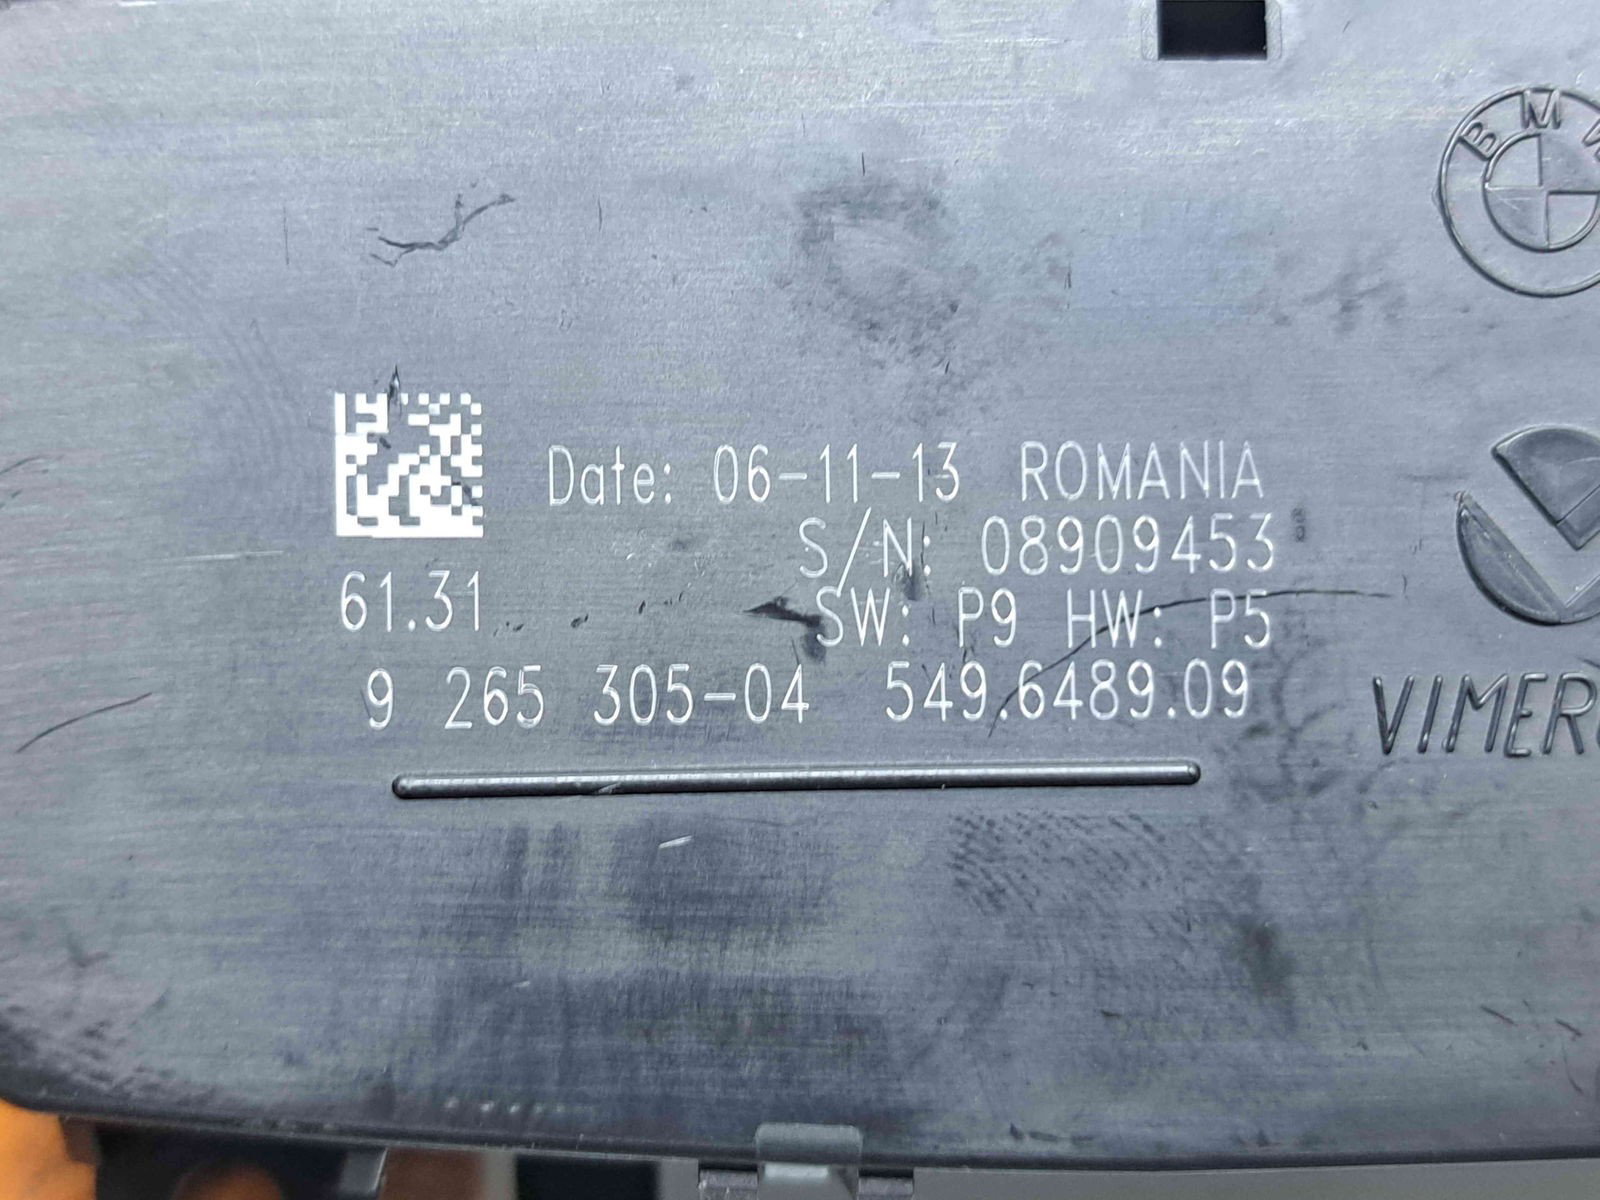 BMW
Date: 06-11-13 ROMANIA
S/N: 08909453
61.31
SW: P9 HW: P5
9 265 305-04 549.6489.09
VIMER